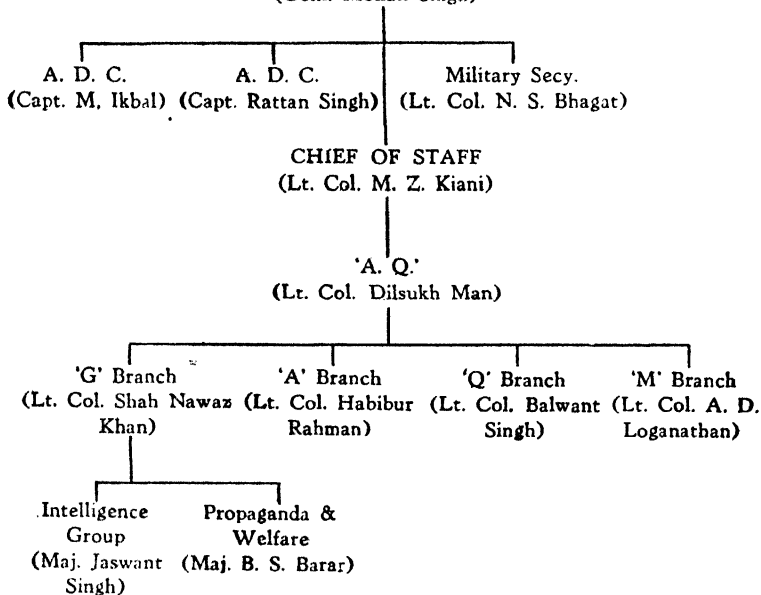 A. D. C.
(Capt. M, Ikbal)
A. D. C.
(Capt. Rattan Singh)
Military Secy.
(Lt. Col. N. S. Bhagat)
CHIEF OF STAFF
(Lt. Col. M. Z. Kiani)
'A. Q.'
(Lt. Col. Dilsukh Man)
'G' Branch
(Lt. Col. Shah Nawaz
Khan)
'A' Branch
(Lt. Col. Habibur
Rahman)
'Q' Branch
(Lt. Col. Balwant
Singh)
'M' Branch
(Lt. Col. A. D.
Loganathan)
Intelligence
Group
(Maj. Jaswant
Singh)
Propaganda &
Welfare
(Maj. B. S. Barar)